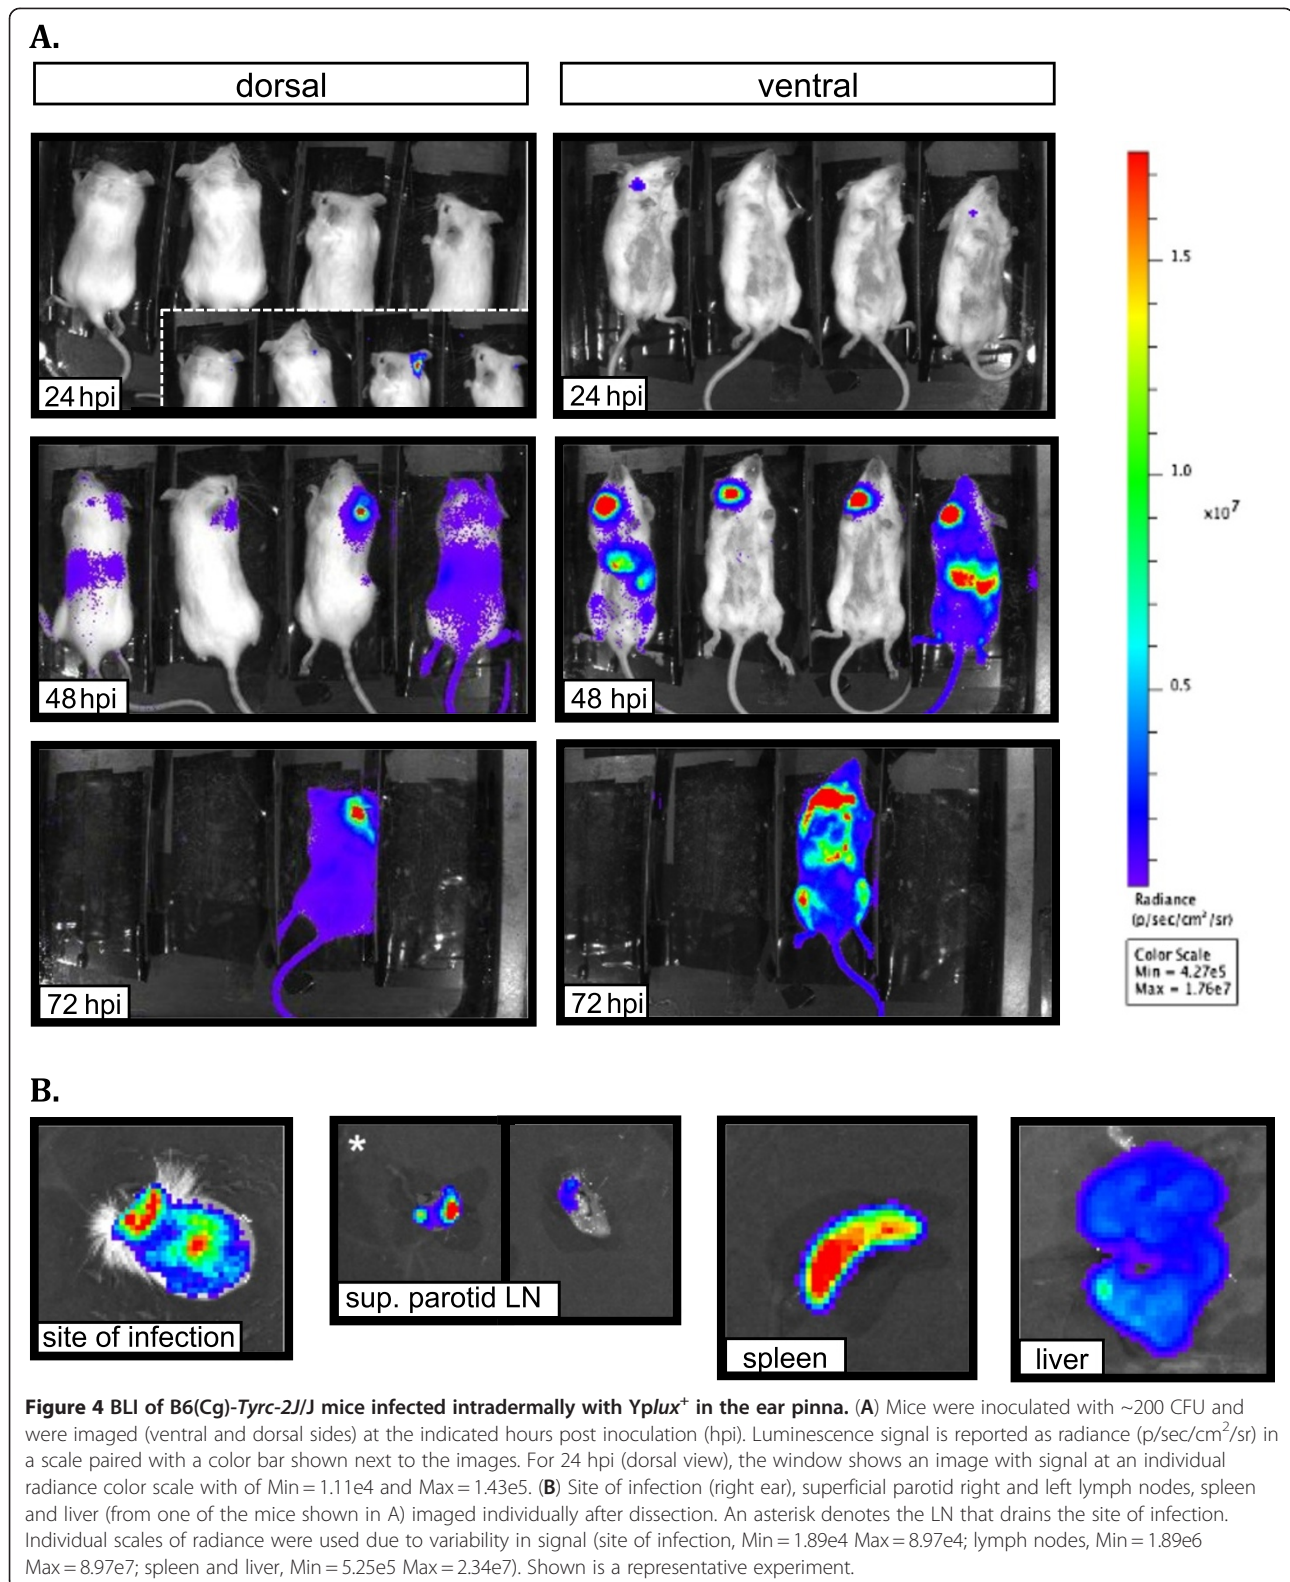 A.
dorsal
ventral
24 hpi
24 hpi
48 hpi
48 hpi
72 hpi
72 hpi
1.5
1.0
x10⁷
0.5
Radiance
(p/sec/cm²/sr)
Color Scale
Min = 4.27e5
Max = 1.76e7
B.
*
site of infection
sup. parotid LN
spleen
liver
Figure 4 BLI of B6(Cg)-Tyrc-2J/J mice infected intradermally with Yplux⁺ in the ear pinna. (A) Mice were inoculated with ~200 CFU and
were imaged (ventral and dorsal sides) at the indicated hours post inoculation (hpi). Luminescence signal is reported as radiance (p/sec/cm²/sr) in
a scale paired with a color bar shown next to the images. For 24 hpi (dorsal view), the window shows an image with signal at an individual
radiance color scale with of Min = 1.11e4 and Max = 1.43e5. (B) Site of infection (right ear), superficial parotid right and left lymph nodes, spleen
and liver (from one of the mice shown in A) imaged individually after dissection. An asterisk denotes the LN that drains the site of infection.
Individual scales of radiance were used due to variability in signal (site of infection, Min = 1.89e4 Max = 8.97e4; lymph nodes, Min = 1.89e6
Max = 8.97e7; spleen and liver, Min = 5.25e5 Max = 2.34e7). Shown is a representative experiment.